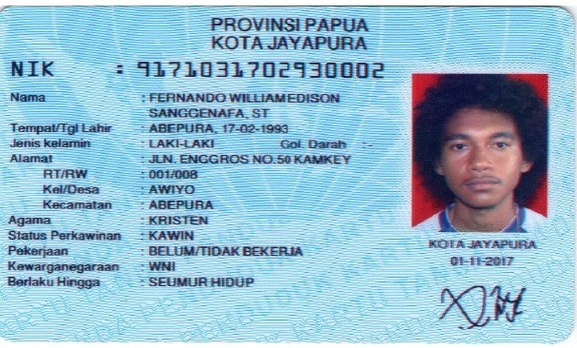 PROVINSI PAPUA
KOTA JAYAPURA
NIK : 9171031702930002
Nama : FERNANDO WILLIAM EDISON
SANGGENAFA, ST
Tempat/Tgl Lahir : ABEPURA, 17-02-1993
Jenis kelamin : LAKI-LAKI Gol. Darah :-
Alamat : JLN. ENGGROS NO.50 KAMKEY
RT/RW : 001/008
Kel/Desa : AWIYO
Kecamatan : ABEPURA
Agama : KRISTEN
Status Perkawinan : KAWIN
Pekerjaan : BELUM/TIDAK BEKERJA
Kewarganegaraan : WNI
Berlaku Hingga : SEUMUR HIDUP
KOTA JAYAPURA
01-11-2017